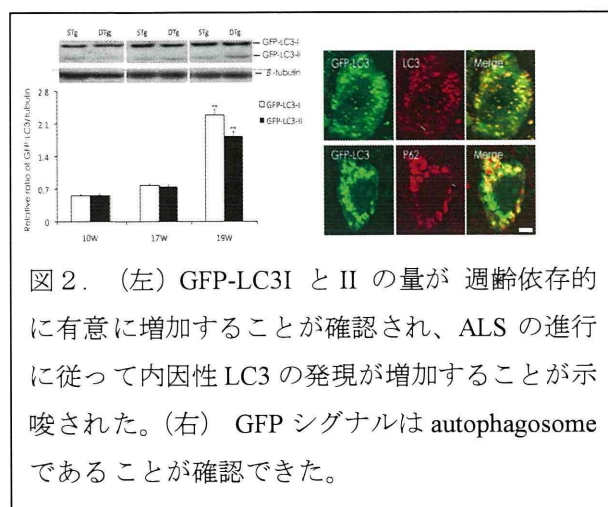 STg DTg STg DTg STg DTg
GFP-LC3-I
GFP-LC3-II
β-tubulin
Relative ratio of GFP-LC3/tubulin
2.8
2.1
1.4
0.7
0
GFP-LC3-I
GFP-LC3-II
**
**
10W 17W 19W
GFP-LC3 LC3 Merge
GFP-LC3 P62 Merge
図2. (左) GFP-LC3I と II の量が 週齢依存的
に有意に増加することが確認され、ALS の進行
に従って内因性 LC3 の発現が増加することが示
唆された。(右) GFP シグナルは autophagosome
であることが確認できた。